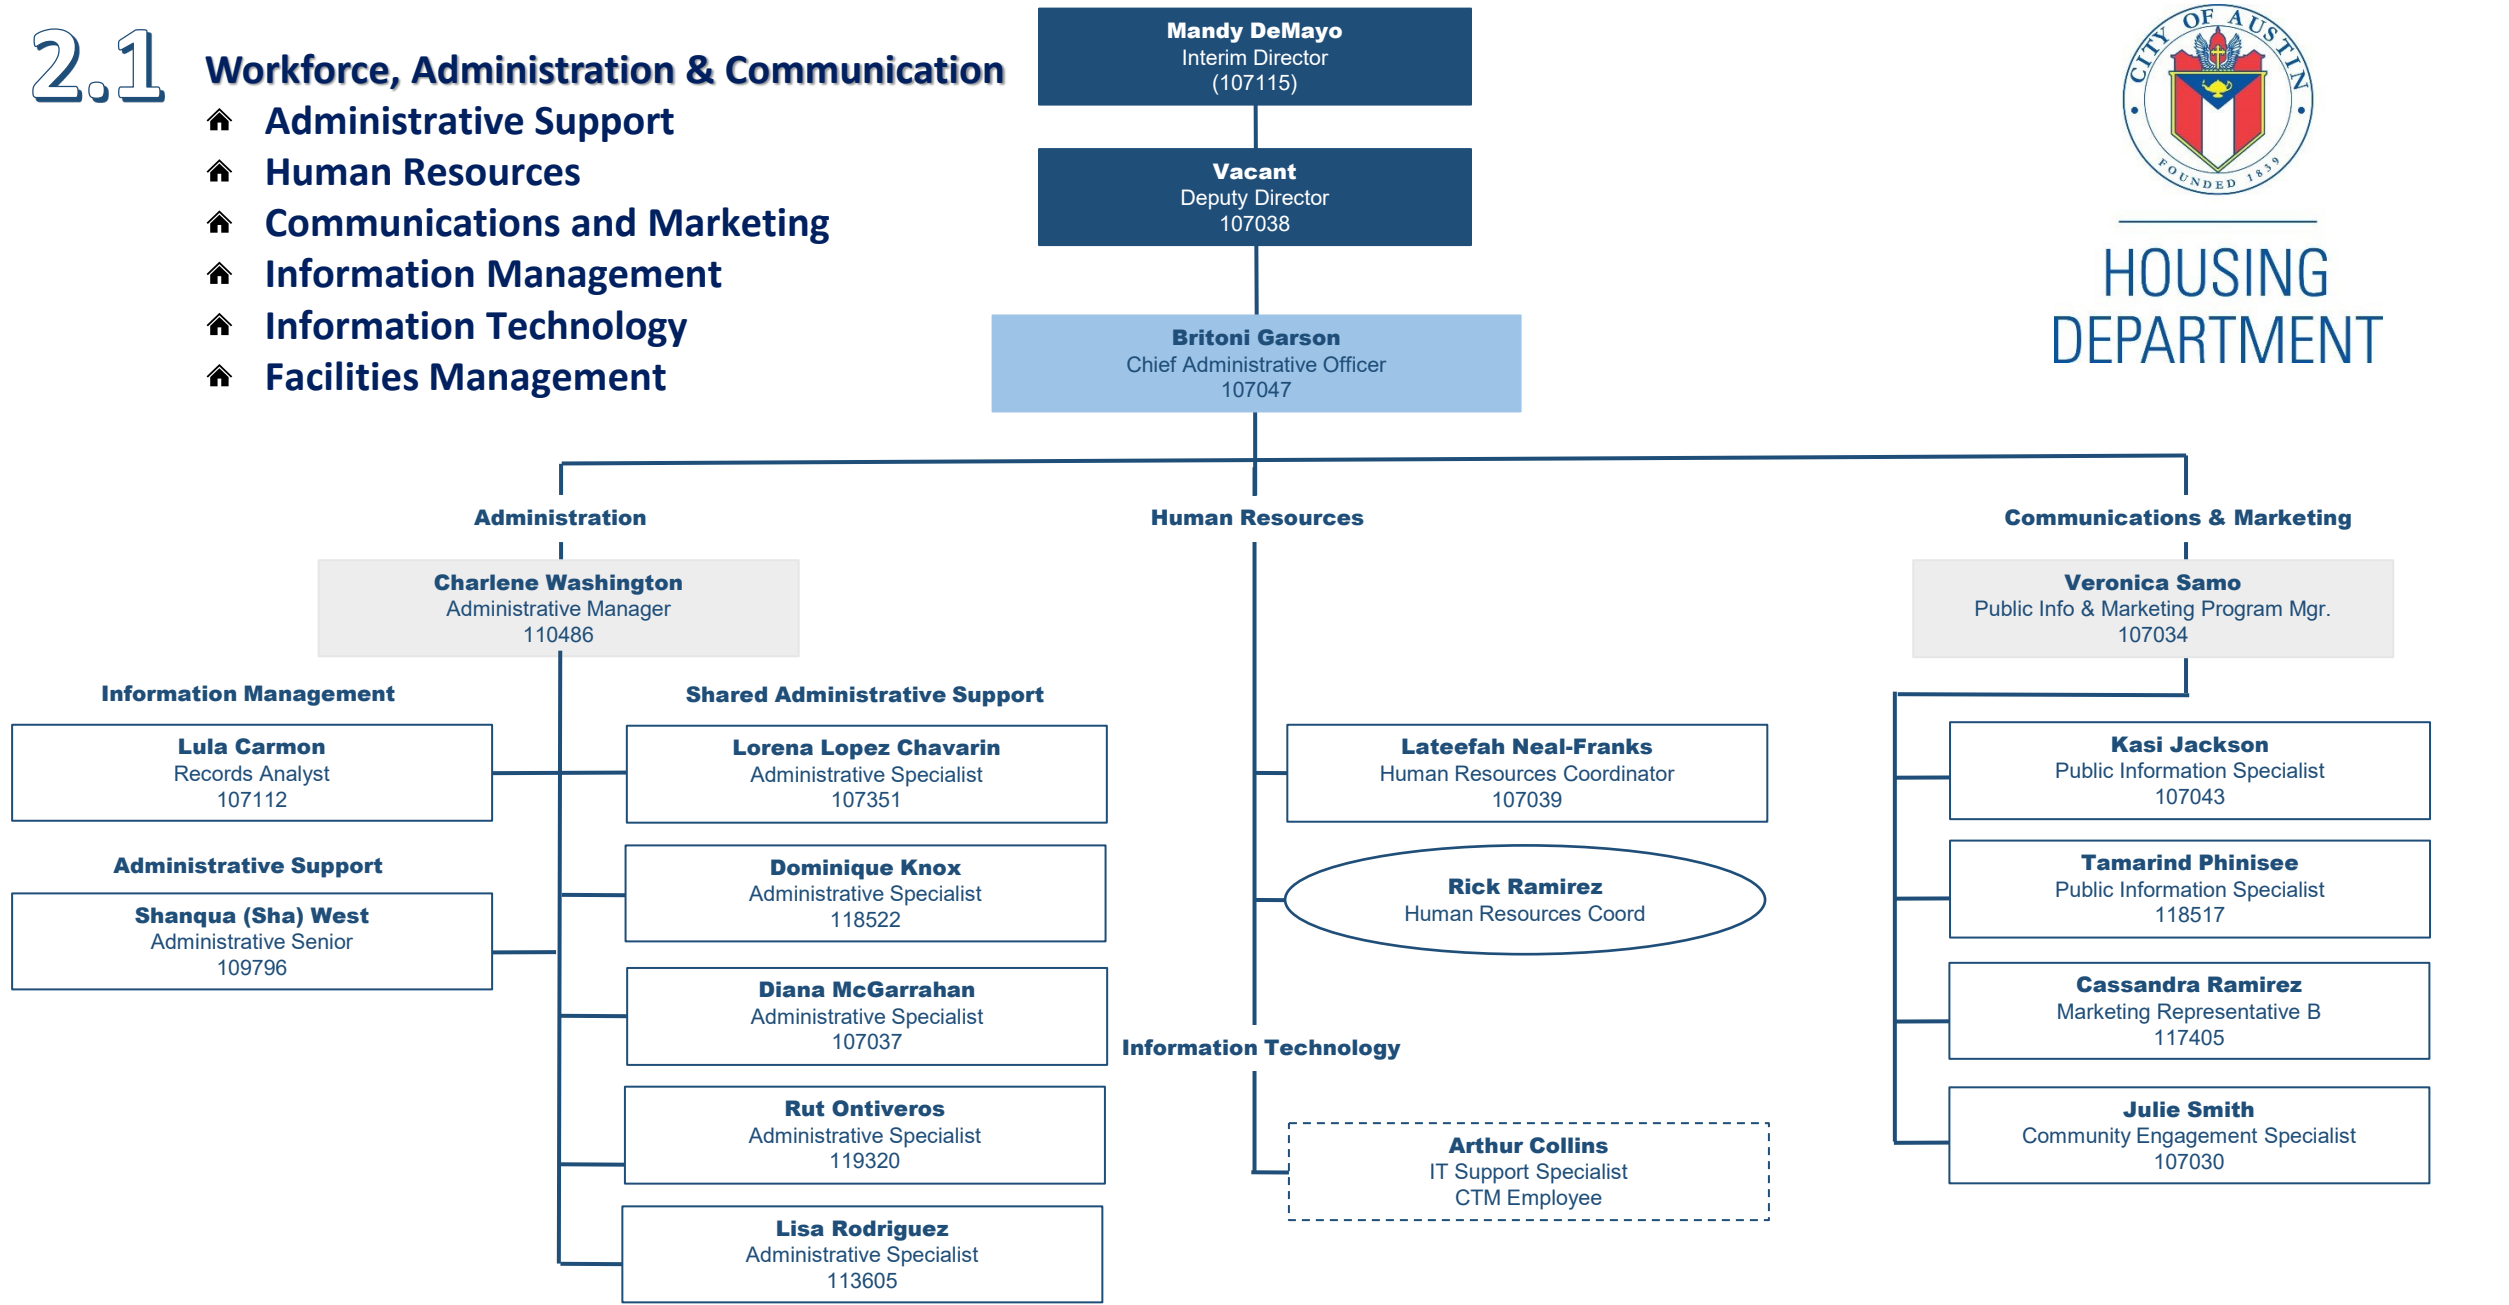 2.1
Workforce, Administration & Communication
Administrative Support
Human Resources
Communications and Marketing
Information Management
Information Technology
Facilities Management
Mandy DeMayo
Interim Director
(107115)
Vacant
Deputy Director
107038
Britoni Garson
Chief Administrative Officer
107047
CITY OF AUSTIN
FOUNDED 1839
HOUSING
DEPARTMENT
Administration
Charlene Washington
Administrative Manager
110486
Information Management
Lula Carmon
Records Analyst
107112
Administrative Support
Shanqua (Sha) West
Administrative Senior
109796
Shared Administrative Support
Lorena Lopez Chavarin
Administrative Specialist
107351
Dominique Knox
Administrative Specialist
118522
Diana McGarrahan
Administrative Specialist
107037
Rut Ontiveros
Administrative Specialist
119320
Lisa Rodriguez
Administrative Specialist
113605
Human Resources
Lateefah Neal-Franks
Human Resources Coordinator
107039
Rick Ramirez
Human Resources Coord
Information Technology
Arthur Collins
IT Support Specialist
CTM Employee
Communications & Marketing
Veronica Samo
Public Info & Marketing Program Mgr.
107034
Kasi Jackson
Public Information Specialist
107043
Tamarind Phinisee
Public Information Specialist
118517
Cassandra Ramirez
Marketing Representative B
117405
Julie Smith
Community Engagement Specialist
107030